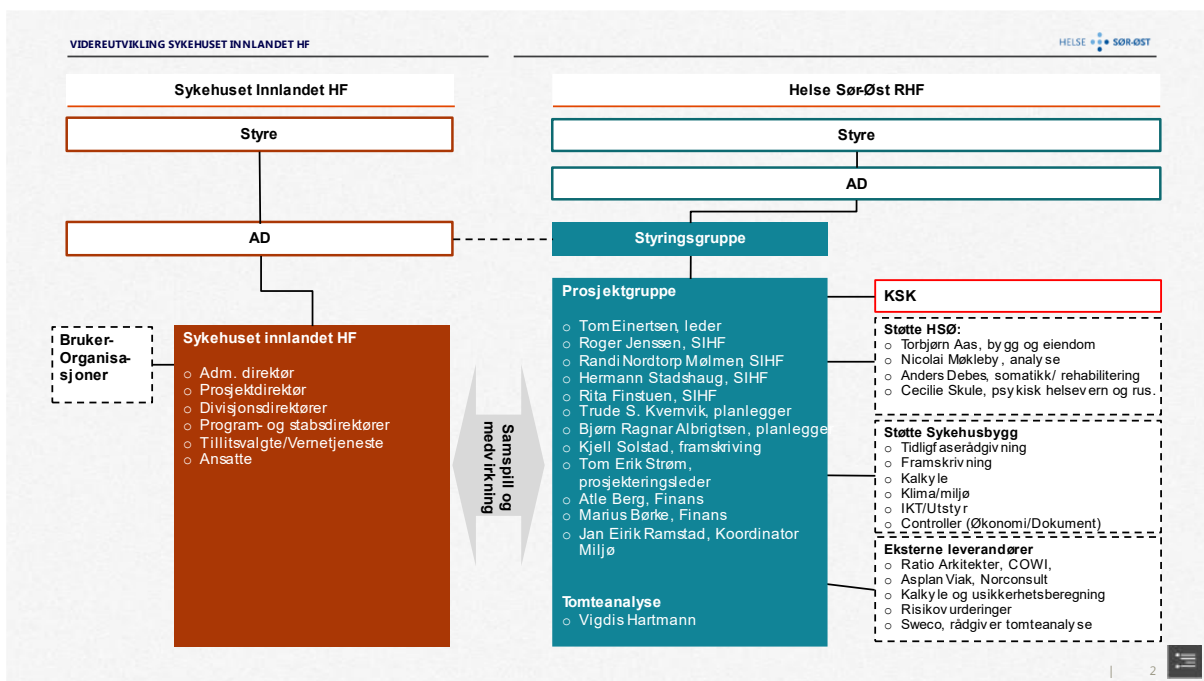 VIDEREUTVIKLING SYKEHUSET INNLANDET HF
HELSE SØR-ØST
Sykehuset Innlandet HF
Styre
AD
Bruker-
Organisa-
sjoner
Sykehuset innlandet HF
○ Adm. direktør
○ Prosjektdirektør
○ Divisjonsdirektører
○ Program- og stabsdirektører
○ Tillitsvalgte/Vernetjeneste
○ Ansatte
Samspill og
medvirkning
Helse Sør-Øst RHF
Styre
AD
Styringsgruppe
Prosjektgruppe
○ Tom Einertsen, leder
○ Roger Jenssen, SIHF
○ Randi Nordtorp Mølmen, SIHF
○ Hermann Stadshaug, SIHF
○ Rita Finstuen, SIHF
○ Trude S. Kvernvik, planlegger
○ Bjørn Ragnar Albrigtsen, planlegger
○ Kjell Solstad, framskriving
○ Tom Erik Strøm,
prosjekteringsleder
○ Atle Berg, Finans
○ Marius Børke, Finans
○ Jan Eirik Ramstad, Koordinator
Miljø
Tomteanalyse
○ Vigdis Hartmann
KSK
Støtte HSØ:
○ Torbjørn Aas, bygg og eiendom
○ Nicolai Møkleby, analyse
○ Anders Debes, somatikk/ rehabilitering
○ Cecilie Skule, psykisk helsevern og rus.
Støtte Sykehusbygg
○ Tidligfaserådgivning
○ Framskrivning
○ Kalkyle
○ Klima/miljø
○ IKT/Utstyr
○ Controller (Økonomi/Dokument)
Eksterne leverandører
○ Ratio Arkitekter, COWI,
○ Asplan Viak, Norconsult
○ Kalkyle og usikkerhetsberegning
○ Risikovurderinger
○ Sweco, rådgiver tomteanalyse
| 2